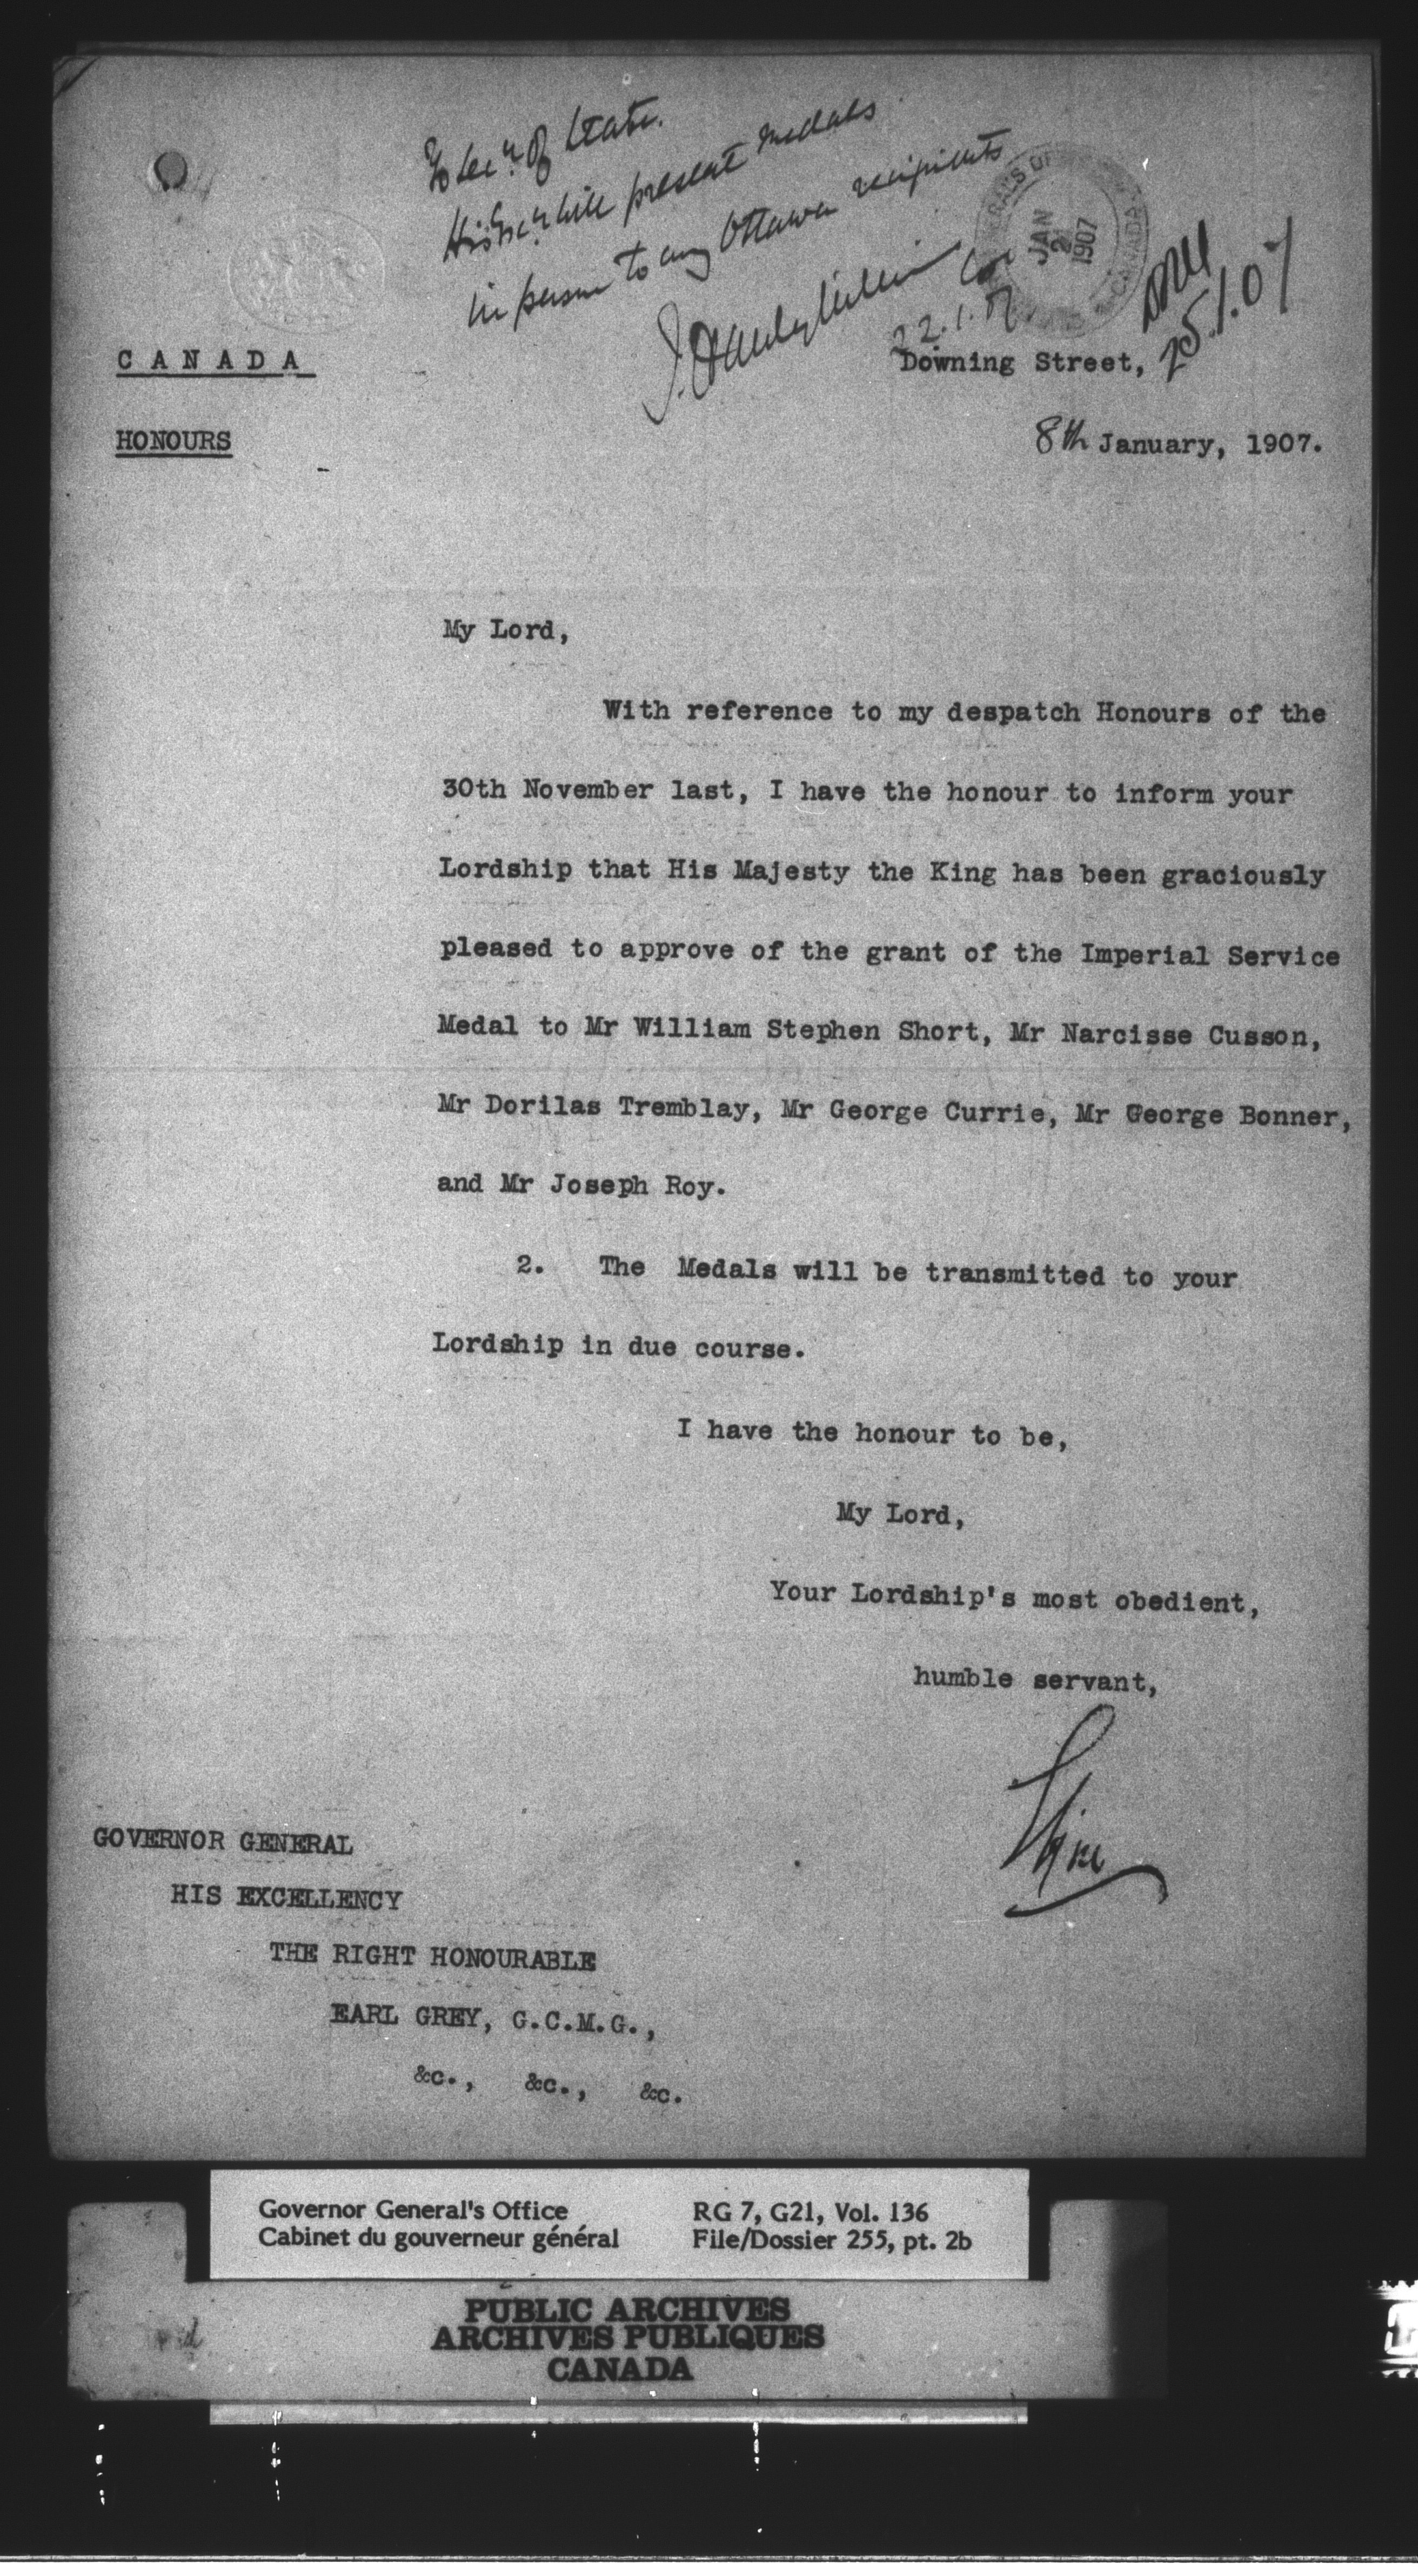 To Secy. of State.
His Excy will present medals
in person to any Ottawa recipients
22.1.07
JAN
21
1907
CANADA
25.1.07
CANADA
Downing Street,
HONOURS
8th January, 1907.
My Lord,
With reference to my despatch Honours of the
30th November last, I have the honour to inform your
Lordship that His Majesty the King has been graciously
pleased to approve of the grant of the Imperial Service
Medal to Mr William Stephen Short, Mr Narcisse Cusson,
Mr Dorilas Tremblay, Mr George Currie, Mr George Bonner,
and Mr Joseph Roy.
2. The Medals will be transmitted to your
Lordship in due course.
I have the honour to be,
My Lord,
Your Lordship's most obedient,
humble servant,
Elgin
GOVERNOR GENERAL
HIS EXCELLENCY
THE RIGHT HONOURABLE
EARL GREY, G.C.M.G.,
&c., &c., &c.
Governor General's Office RG 7, G21, Vol. 136
Cabinet du gouverneur général File/Dossier 255, pt. 2b
PUBLIC ARCHIVES
ARCHIVES PUBLIQUES
CANADA